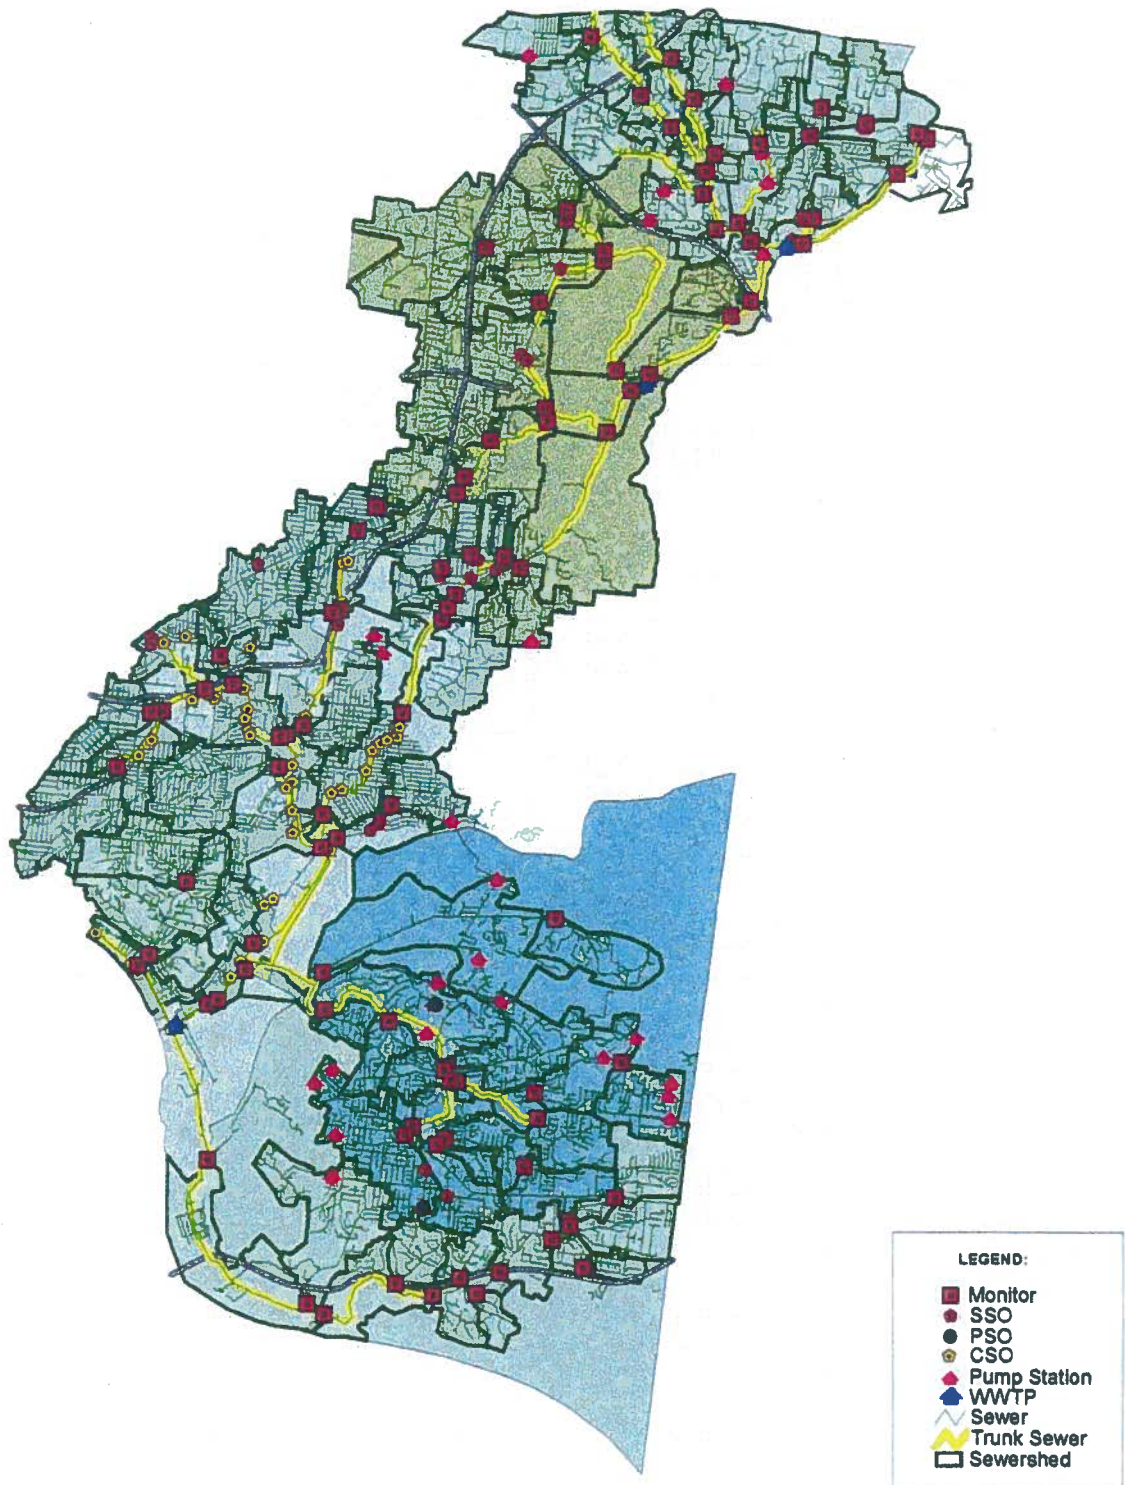 LEGEND:
Monitor
SSO
PSO
CSO
Pump Station
WWTP
Sewer
Trunk Sewer
Sewershed